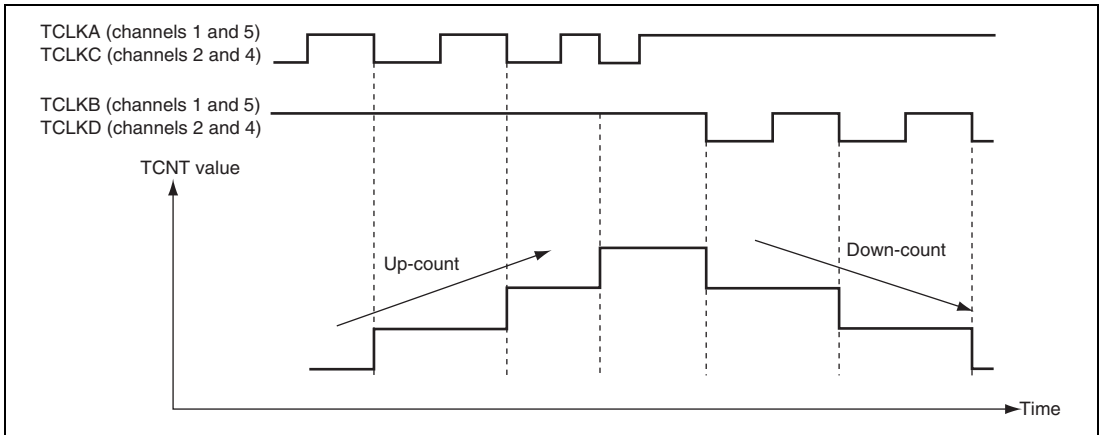 TCLKA (channels 1 and 5)
TCLKC (channels 2 and 4)
TCLKB (channels 1 and 5)
TCLKD (channels 2 and 4)
TCNT value
Up-count
Down-count
Time